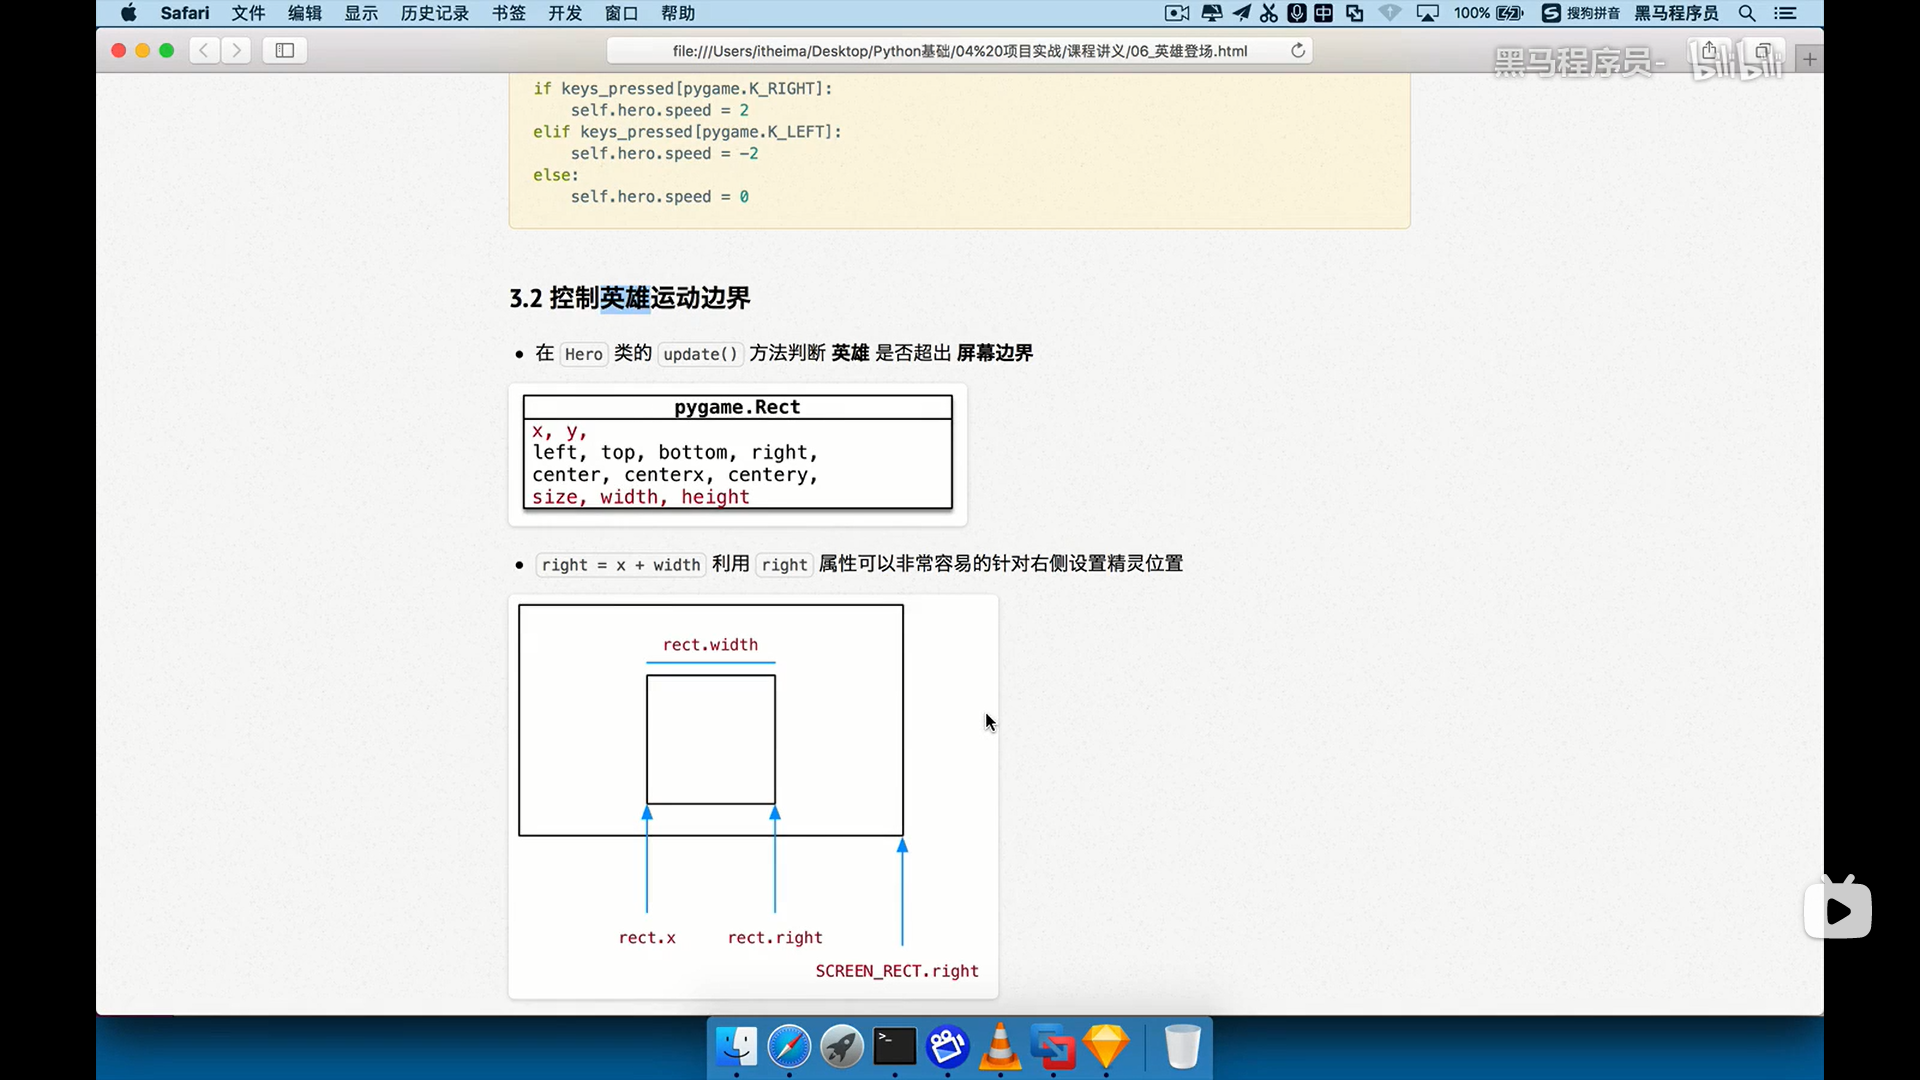 Safari 文件 编辑 显示 历史记录 书签 开发 窗口 帮助 中 100% S 搜狗拼音 黑马程序员
file:///Users/itheima/Desktop/Python基础/04%20项目实战/课程讲义/06_英雄登场.html
黑马程序员- bilibili
if keys_pressed[pygame.K_RIGHT]:
self.hero.speed = 2
elif keys_pressed[pygame.K_LEFT]:
self.hero.speed = -2
else:
self.hero.speed = 0
3.2 控制英雄运动边界
• 在 Hero 类的 update() 方法判断 英雄 是否超出 屏幕边界
pygame.Rect
x, y,
left, top, bottom, right,
center, centerx, centery,
size, width, height
• right = x + width 利用 right 属性可以非常容易的针对右侧设置精灵位置
rect.width
rect.x rect.right
SCREEN_RECT.right